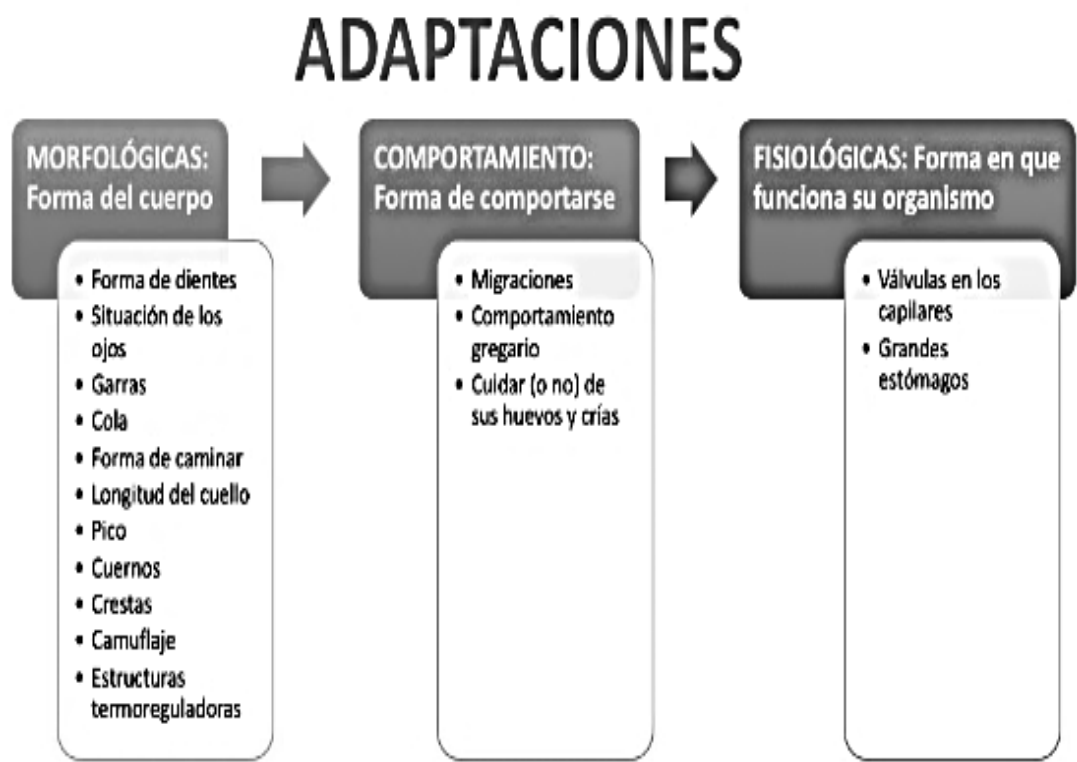 ADAPTACIONES
MORFOLÓGICAS:
Forma del cuerpo
• Forma de dientes
• Situación de los
ojos
• Garras
• Cola
• Forma de caminar
• Longitud del cuello
• Pico
• Cuernos
• Crestas
• Camuflaje
• Estructuras
termoreguladoras
COMPORTAMIENTO:
Forma de comportarse
• Migraciones
• Comportamiento
gregario
• Cuidar (o no) de
sus huevos y crías
FISIOLÓGICAS: Forma en que
funciona su organismo
• Válvulas en los
capilares
• Grandes
estómagos